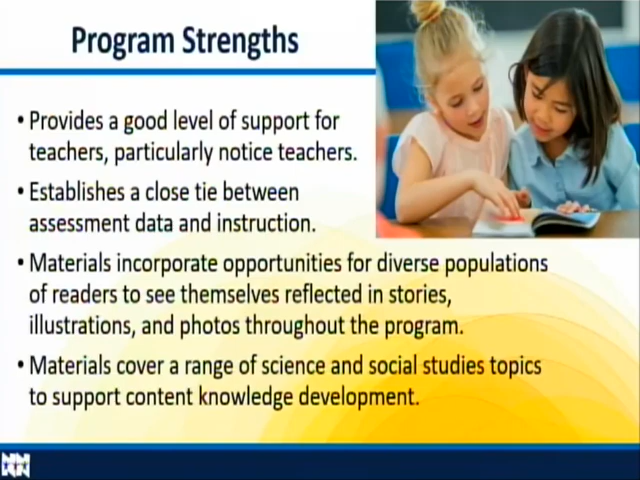 Program Strengths
• Provides a good level of support for
teachers, particularly notice teachers.
• Establishes a close tie between
assessment data and instruction.
• Materials incorporate opportunities for diverse populations
of readers to see themselves reflected in stories,
illustrations, and photos throughout the program.
• Materials cover a range of science and social studies topics
to support content knowledge development.